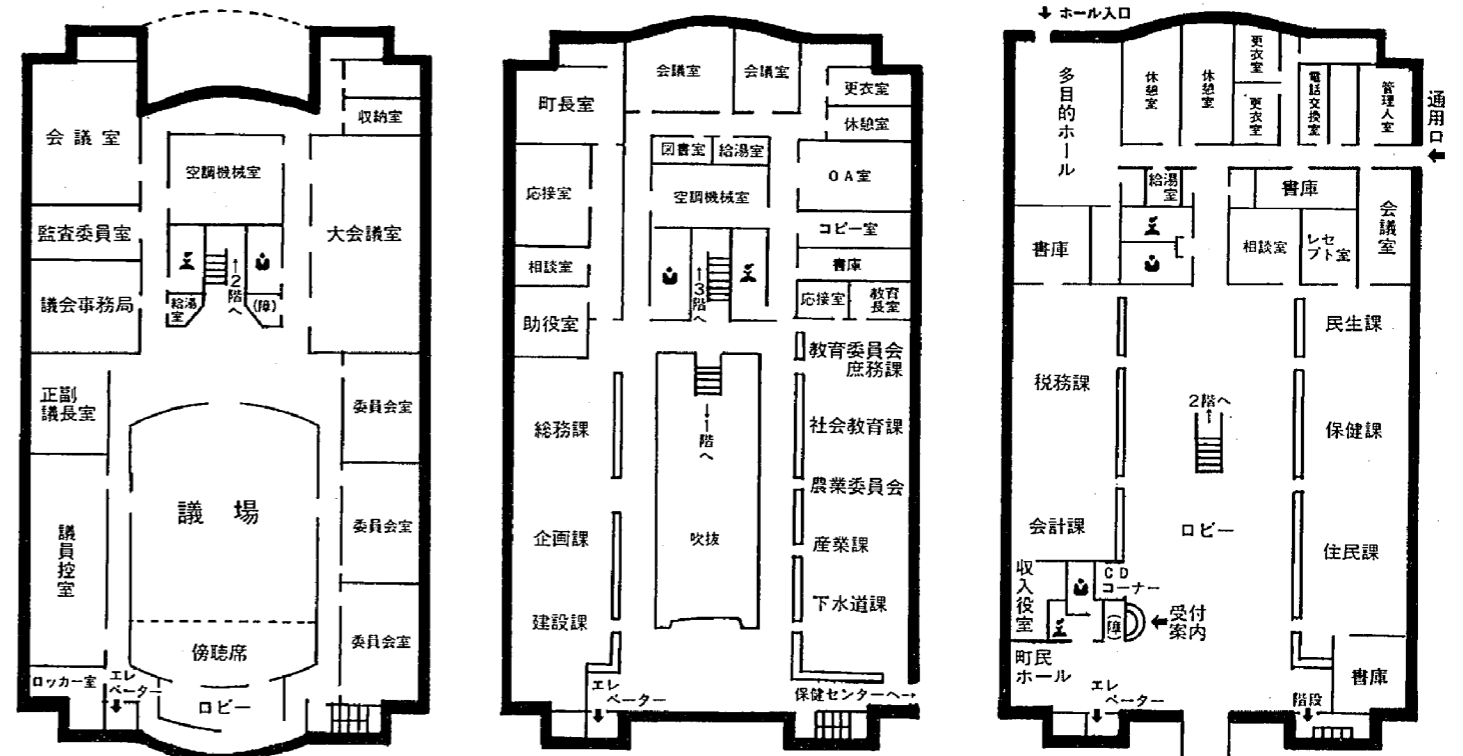 会議室
収納室
空調機械室
監査委員室
大会議室
議会事務局
↑2階へ
給湯室
(障)
正副
議長室
委員会室
議場
委員会室
議員控室
委員会室
傍聴席
ロッカー室
エレベーター
ロビー
会議室
会議室
町長室
更衣室
休憩室
図書室
給湯室
応接室
空調機械室
OA室
コピー室
相談室
書庫
↑3階へ
応接室
教育長室
助役室
教育委員会
庶務課
↓1階へ
総務課
社会教育課
農業委員会
企画課
吹抜
産業課
建設課
下水道課
エレベーター
保健センターへ→
↓ホール入口
多目的ホール
休憩室
休憩室
更衣室
更衣室
電話交換室
管理人室
通用口
給湯室
書庫
書庫
相談室
レセプト室
会議室
民生課
税務課
2階へ
↑
保健課
会計課
ロビー
住民課
収入役室
CD
コーナー
(障)
←受付
案内
町民
ホール
書庫
エレベーター
階段